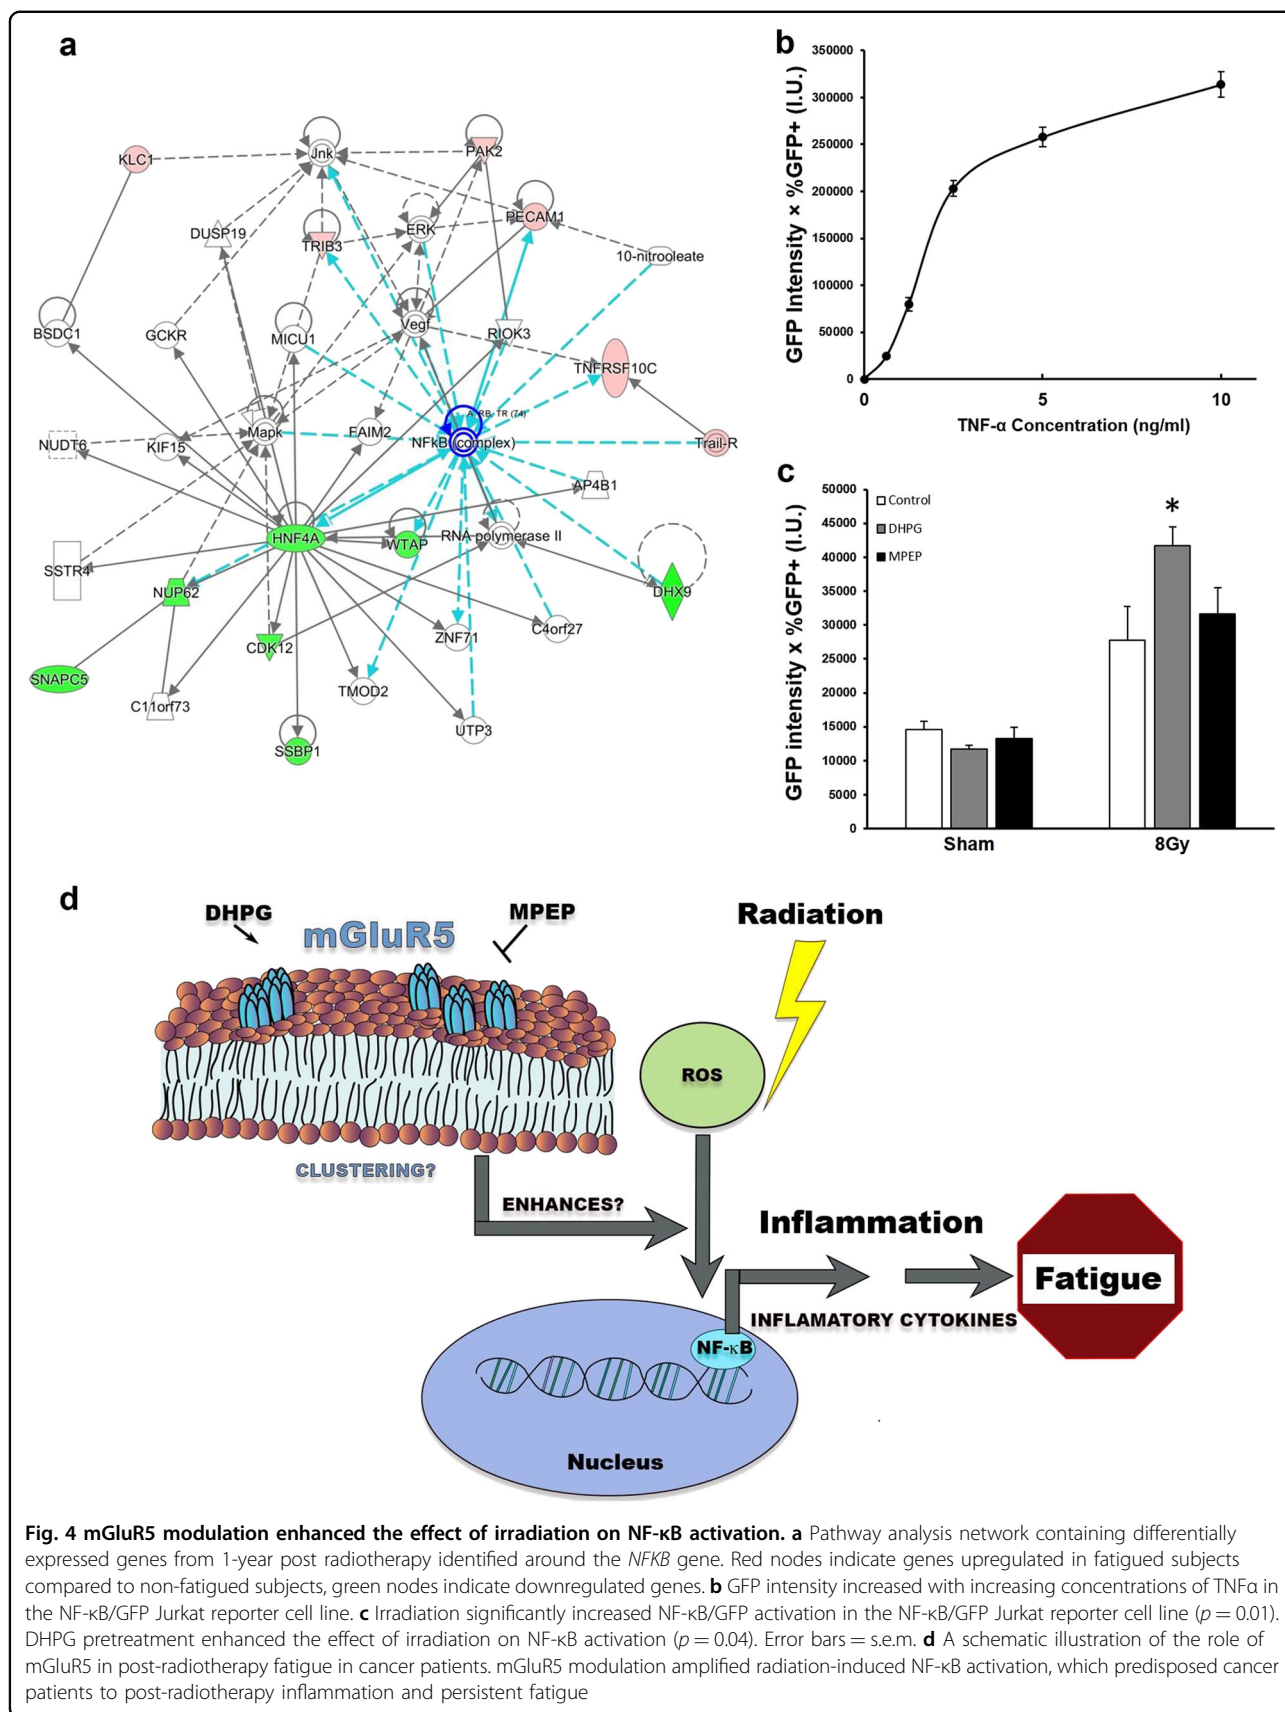 a
KLC1
Jnk
PAK2
DUSP19
TRIB3
ERK
PECAM1
10-nitrooleate
BSDC1
GCKR
MICU1
Vegf
RIOK3
TNFRSF10C
NUDT6
KIF15
Mapk
FAIM2
NFkB (complex)
Trail-R
AP4B1
HNF4A
WTAP
RNA polymerase II
SSTR4
NUP62
DHX9
CDK12
ZNF71
C4orf27
SNAPC5
C11orf73
TMOD2
UTP3
SSBP1
b
GFP Intensity × %GFP+ (I.U.)
350000
300000
250000
200000
150000
100000
50000
0
0
5
10
TNF-α Concentration (ng/ml)
c
GFP intensity x %GFP+ (I.U.)
50000
45000
40000
35000
30000
25000
20000
15000
10000
5000
0
Control
DHPG
MPEP
*
Sham
8Gy
d
DHPG
mGluR5
MPEP
Radiation
ROS
CLUSTERING?
ENHANCES?
Inflammation
Fatigue
INFLAMATORY CYTOKINES
NF-κB
Nucleus
Fig. 4 mGluR5 modulation enhanced the effect of irradiation on NF-κB activation. a Pathway analysis network containing differentially
expressed genes from 1-year post radiotherapy identified around the NFKB gene. Red nodes indicate genes upregulated in fatigued subjects
compared to non-fatigued subjects, green nodes indicate downregulated genes. b GFP intensity increased with increasing concentrations of TNFα in
the NF-κB/GFP Jurkat reporter cell line. c Irradiation significantly increased NF-κB/GFP activation in the NF-κB/GFP Jurkat reporter cell line (p = 0.01).
DHPG pretreatment enhanced the effect of irradiation on NF-κB activation (p = 0.04). Error bars = s.e.m. d A schematic illustration of the role of
mGluR5 in post-radiotherapy fatigue in cancer patients. mGluR5 modulation amplified radiation-induced NF-κB activation, which predisposed cancer
patients to post-radiotherapy inflammation and persistent fatigue